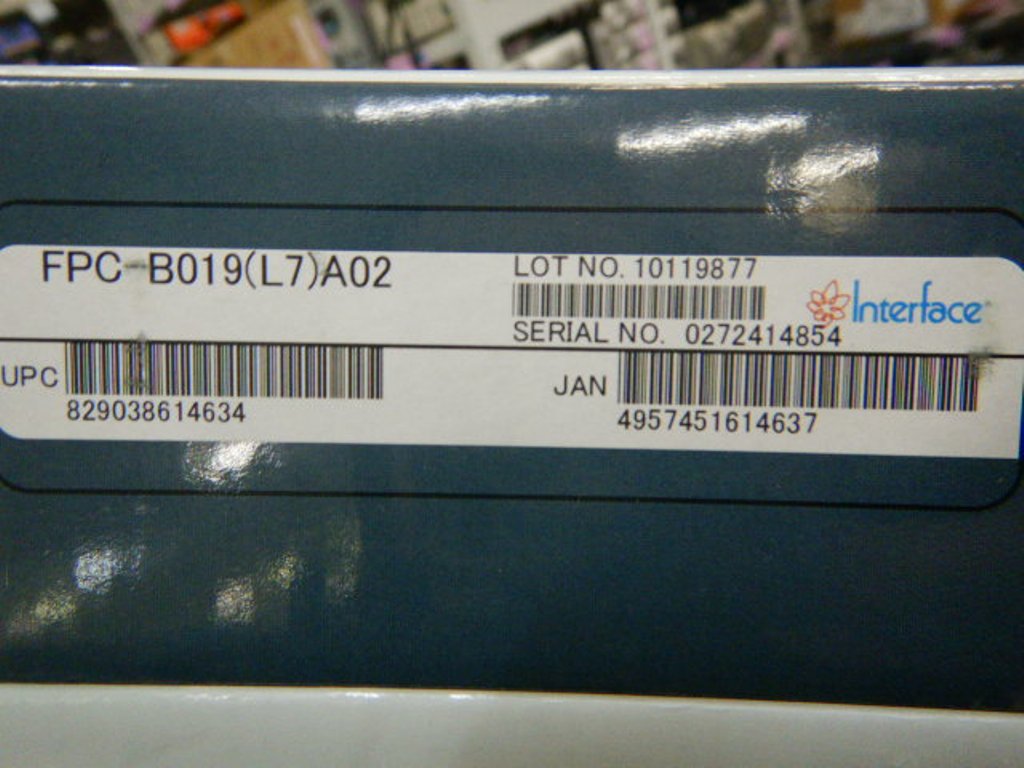 FPC-B019(L7)A02
LOT NO. 10119877
SERIAL NO. 0272414854
Interface
UPC
829038614634
JAN
4957451614637